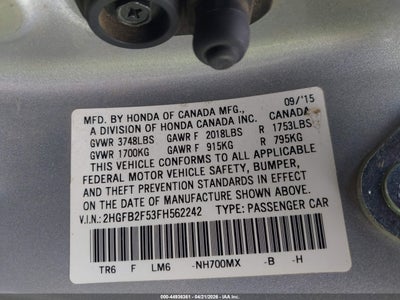 MFD. BY HONDA OF CANADA MFG., 09/'15
A DIVISION OF HONDA CANADA INC. CANADA
GVWR 3748LBS GAWR F 2018LBS R 1753LBS
GVWR 1700KG GAWR F 915KG R 795KG
THIS VEHICLE CONFORMS TO ALL APPLICABLE
FEDERAL MOTOR VEHICLE SAFETY, BUMPER,
AND THEFT PREVENTION STANDARDS IN EFFECT
ON THE DATE OF MANUFACTURE SHOWN ABOVE.
V.I.N: 2HGFB2F53FH562242 TYPE: PASSENGER CAR
TR6 F LM6 -NH700MX -B -H
IAA 000-44936361 - 04/21/2026 - IAAI.COM